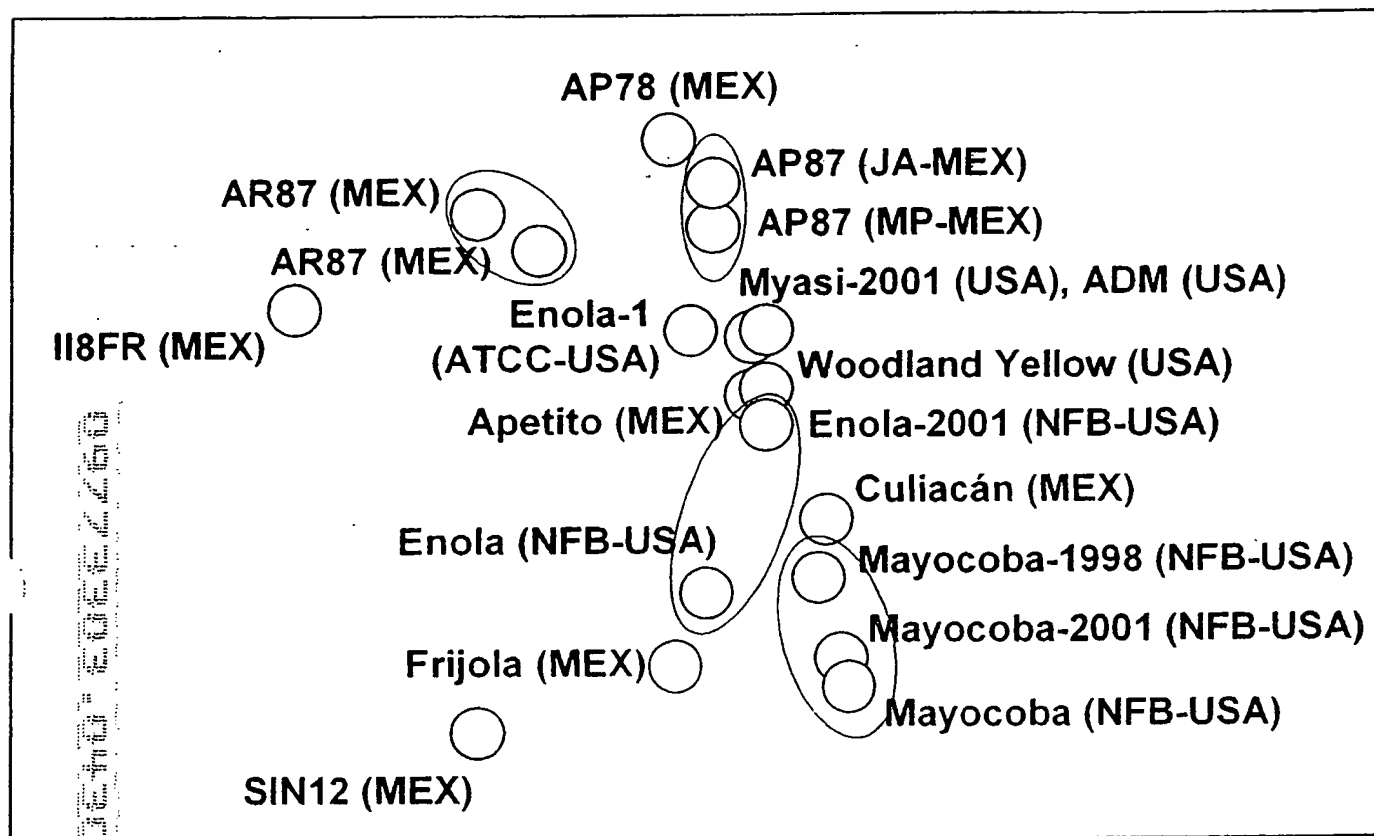 AP78 (MEX)
AP87 (JA-MEX)
AR87 (MEX)
AP87 (MP-MEX)
AR87 (MEX)
Myasi-2001 (USA), ADM (USA)
Enola-1
(ATCC-USA)
II8FR (MEX)
Woodland Yellow (USA)
Apetito (MEX)
Enola-2001 (NFB-USA)
Culiacán (MEX)
Enola (NFB-USA)
Mayocoba-1998 (NFB-USA)
Mayocoba-2001 (NFB-USA)
Frijola (MEX)
Mayocoba (NFB-USA)
SIN12 (MEX)